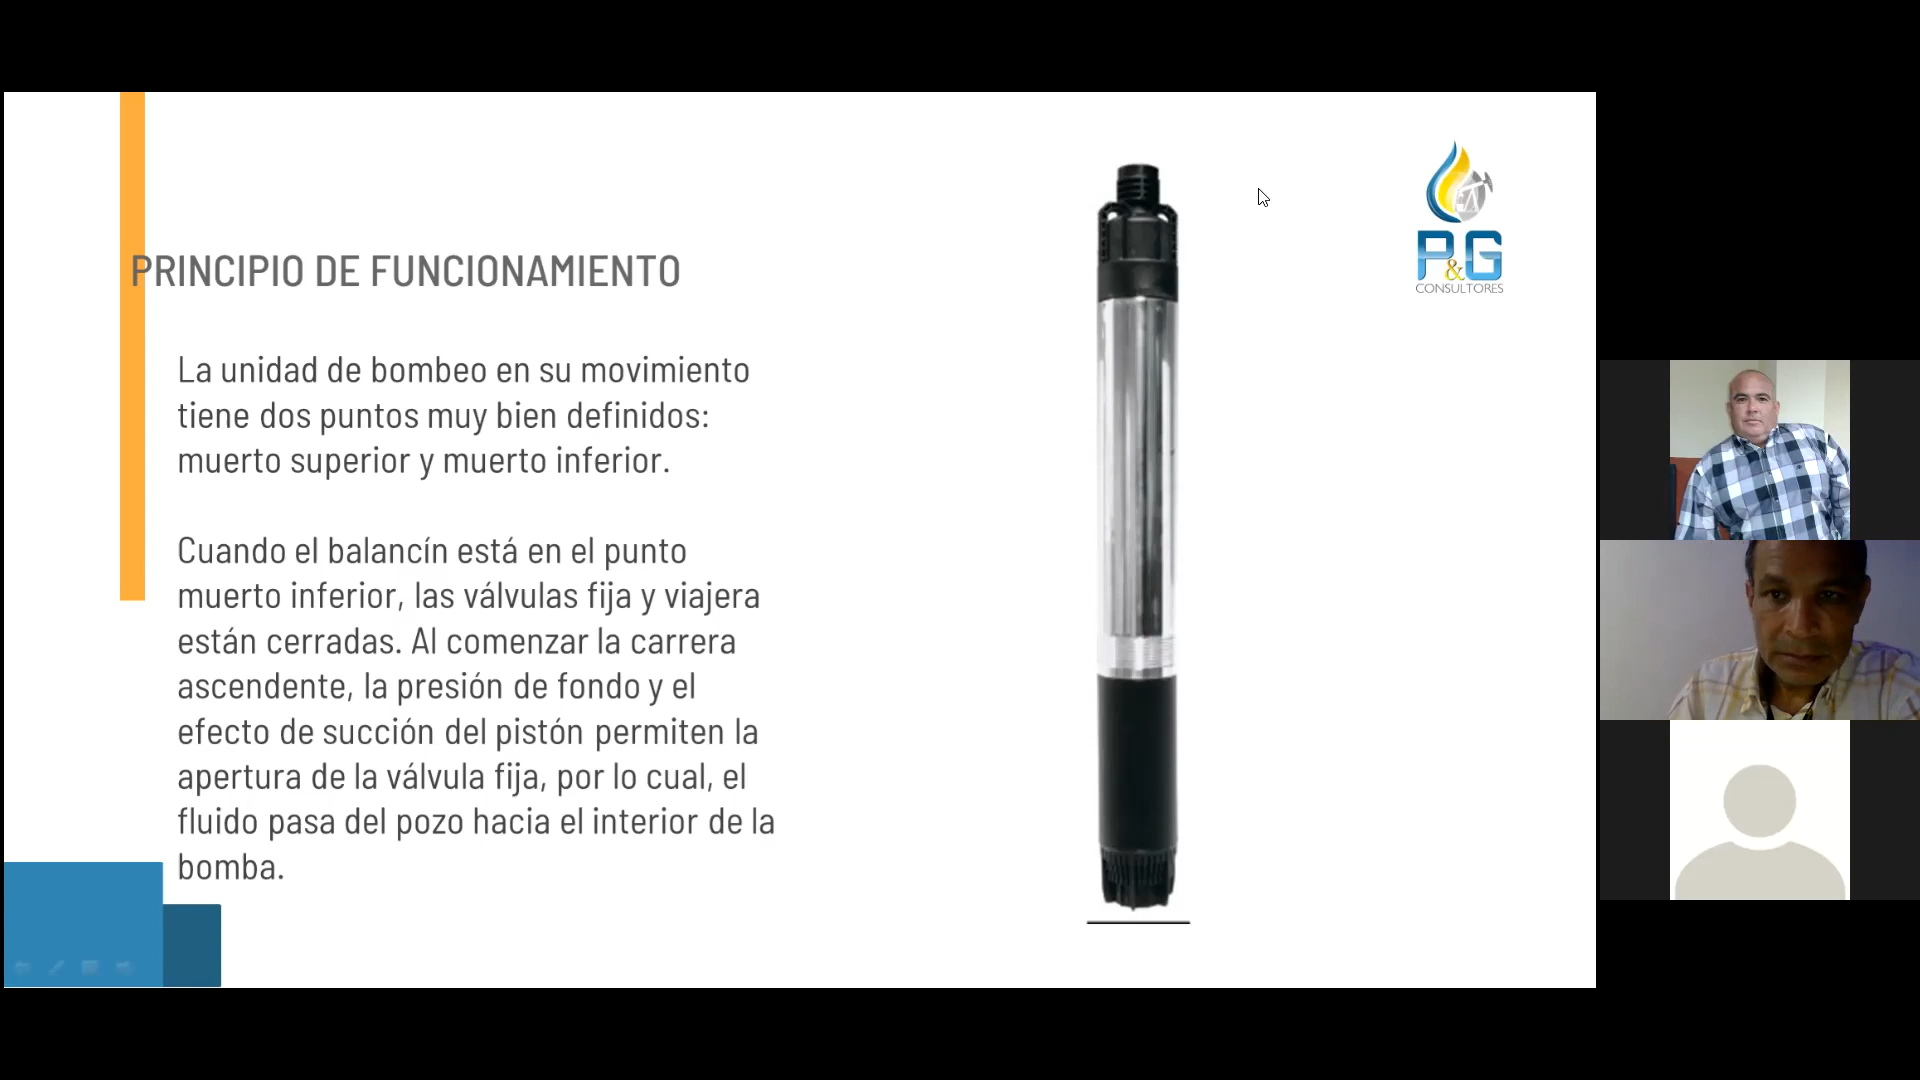 PRINCIPIO DE FUNCIONAMIENTO
La unidad de bombeo en su movimiento
tiene dos puntos muy bien definidos:
muerto superior y muerto inferior.
Cuando el balancín está en el punto
muerto inferior, las válvulas fija y viajera
están cerradas. Al comenzar la carrera
ascendente, la presión de fondo y el
efecto de succión del pistón permiten la
apertura de la válvula fija, por lo cual, el
fluido pasa del pozo hacia el interior de la
bomba.
P&G
CONSULTORES